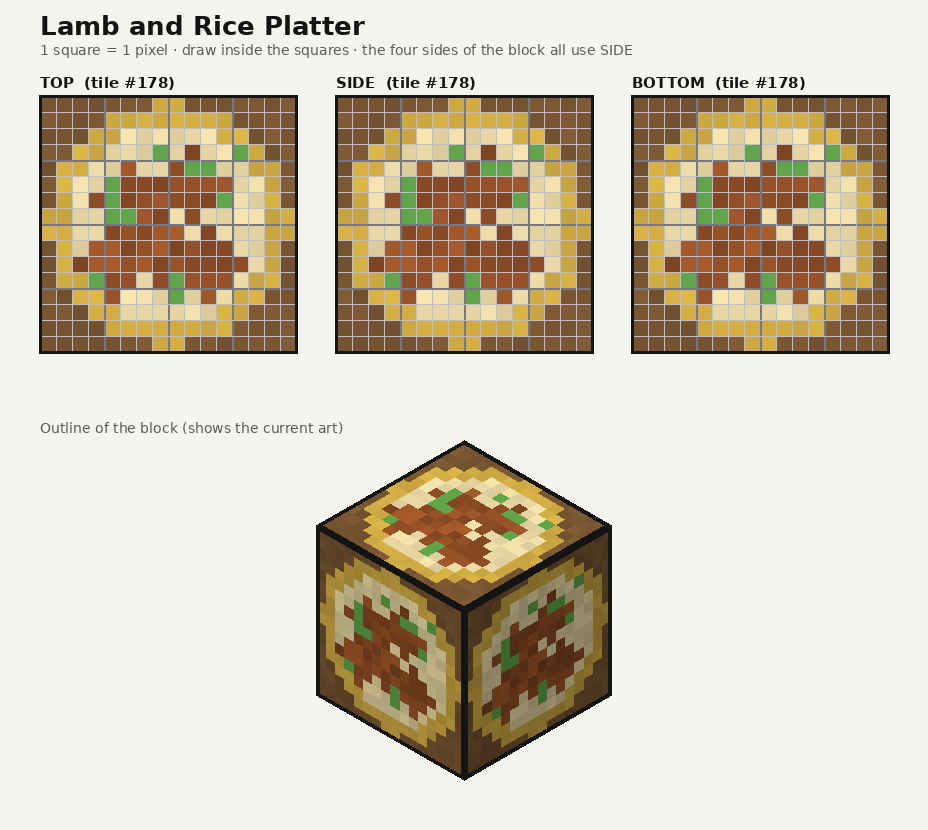 Lamb and Rice Platter
1 square = 1 pixel · draw inside the squares · the four sides of the block all use SIDE
TOP (tile #178)
SIDE (tile #178)
BOTTOM (tile #178)
Outline of the block (shows the current art)